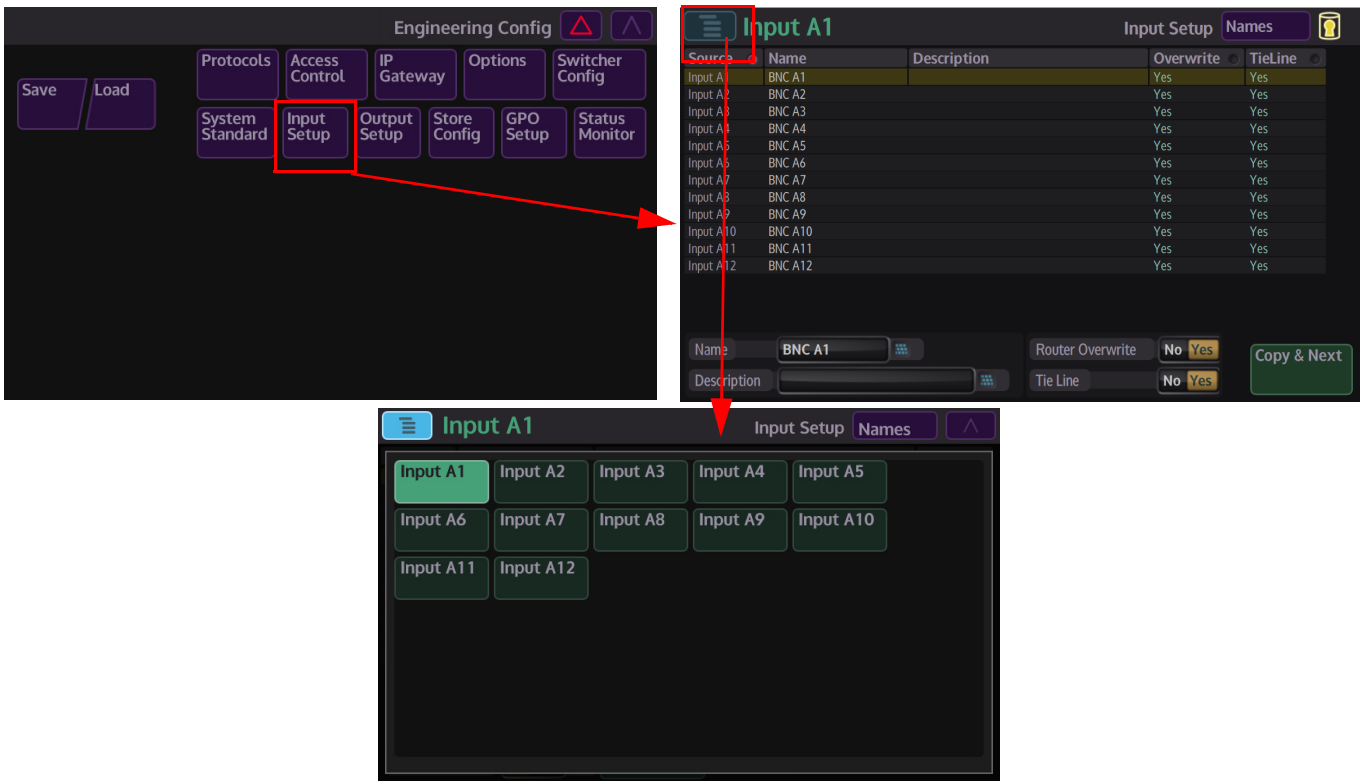 Engineering Config
Protocols Access Control IP Gateway Options Switcher Config
Save Load
System Standard Input Setup Output Setup Store Config GPO Setup Status Monitor
Input A1 Input Setup Names
Source Name Description Overwrite TieLine
Input A1 BNC A1 Yes Yes
Input A2 BNC A2 Yes Yes
Input A3 BNC A3 Yes Yes
Input A4 BNC A4 Yes Yes
Input A5 BNC A5 Yes Yes
Input A6 BNC A6 Yes Yes
Input A7 BNC A7 Yes Yes
Input A8 BNC A8 Yes Yes
Input A9 BNC A9 Yes Yes
Input A10 BNC A10 Yes Yes
Input A11 BNC A11 Yes Yes
Input A12 BNC A12 Yes Yes
Name BNC A1 Router Overwrite No Yes Copy & Next
Description Tie Line No Yes
Input A1 Input Setup Names
Input A1 Input A2 Input A3 Input A4 Input A5
Input A6 Input A7 Input A8 Input A9 Input A10
Input A11 Input A12